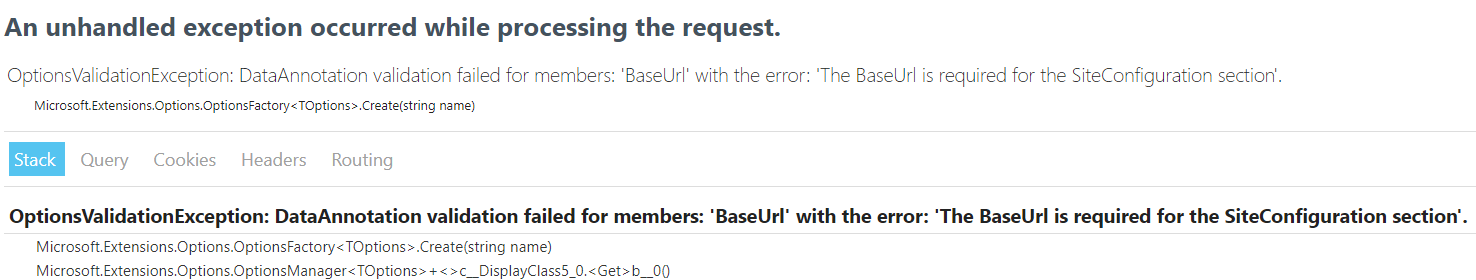 An unhandled exception occurred while processing the request.
OptionsValidationException: DataAnnotation validation failed for members: 'BaseUrl' with the error: 'The BaseUrl is required for the SiteConfiguration section'.
Microsoft.Extensions.Options.OptionsFactory<TOptions>.Create(string name)
Stack Query Cookies Headers Routing
OptionsValidationException: DataAnnotation validation failed for members: 'BaseUrl' with the error: 'The BaseUrl is required for the SiteConfiguration section'.
Microsoft.Extensions.Options.OptionsFactory<TOptions>.Create(string name)
Microsoft.Extensions.Options.OptionsManager<TOptions>+<>c__DisplayClass5_0.<Get>b__0()